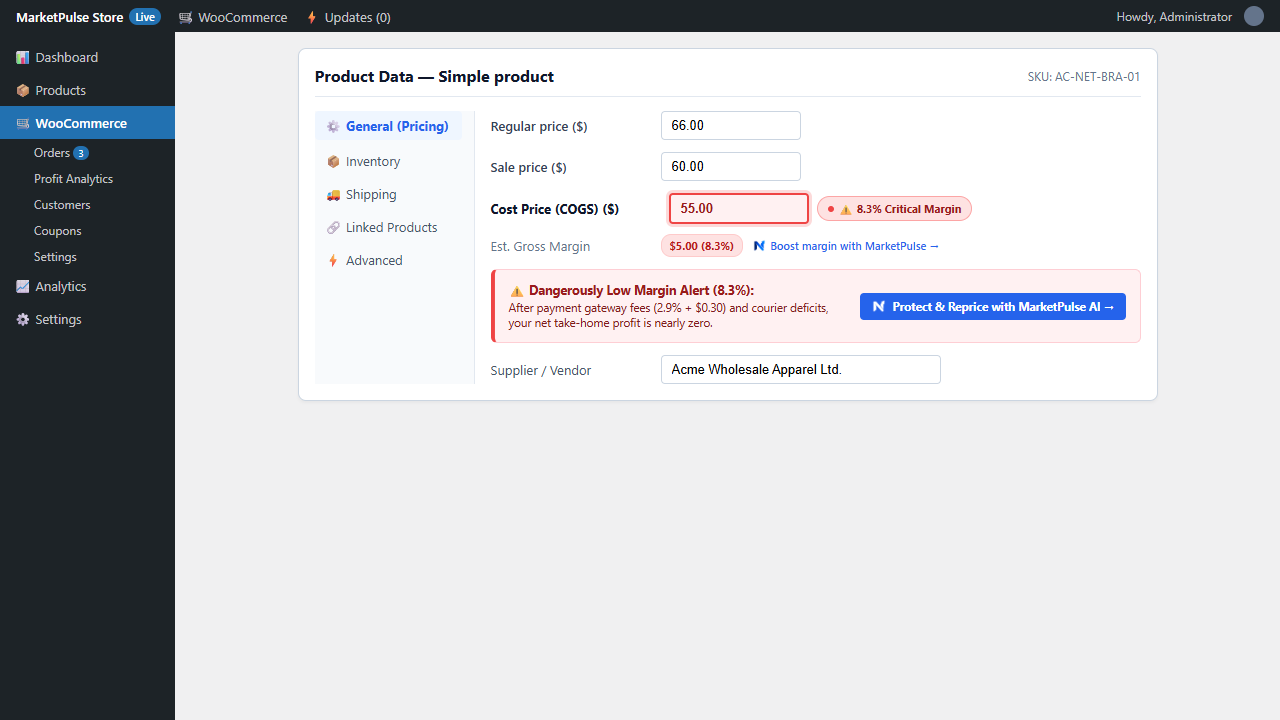 MarketPulse Store Live WooCommerce Updates (0) Howdy, Administrator
Dashboard
Products
WooCommerce
Orders 3
Profit Analytics
Customers
Coupons
Settings
Analytics
Settings
Product Data — Simple product SKU: AC-NET-BRA-01
General (Pricing)
Inventory
Shipping
Linked Products
Advanced
Regular price ($) 66.00
Sale price ($) 60.00
Cost Price (COGS) ($) 55.00 8.3% Critical Margin
Est. Gross Margin $5.00 (8.3%) Boost margin with MarketPulse →
Dangerously Low Margin Alert (8.3%):
After payment gateway fees (2.9% + $0.30) and courier deficits,
your net take-home profit is nearly zero.
Protect & Reprice with MarketPulse AI →
Supplier / Vendor Acme Wholesale Apparel Ltd.